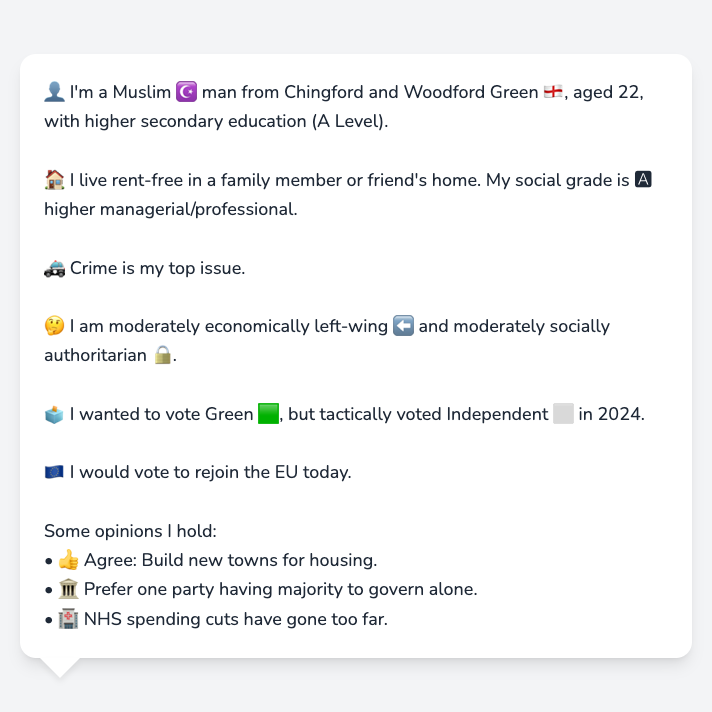 👤 I'm a Muslim ☪️ man from Chingford and Woodford Green 🏴󠁧󠁢󠁥󠁮󠁧󠁿, aged 22,
with higher secondary education (A Level).
🏠 I live rent-free in a family member or friend's home. My social grade is 🅰
higher managerial/professional.
🚓 Crime is my top issue.
🤔 I am moderately economically left-wing ⬅️ and moderately socially
authoritarian 🔒.
🗳️ I wanted to vote Green 🟩, but tactically voted Independent ⬜ in 2024.
🇪🇺 I would vote to rejoin the EU today.
Some opinions I hold:
• 👍 Agree: Build new towns for housing.
• 🏛️ Prefer one party having majority to govern alone.
• 🏥 NHS spending cuts have gone too far.